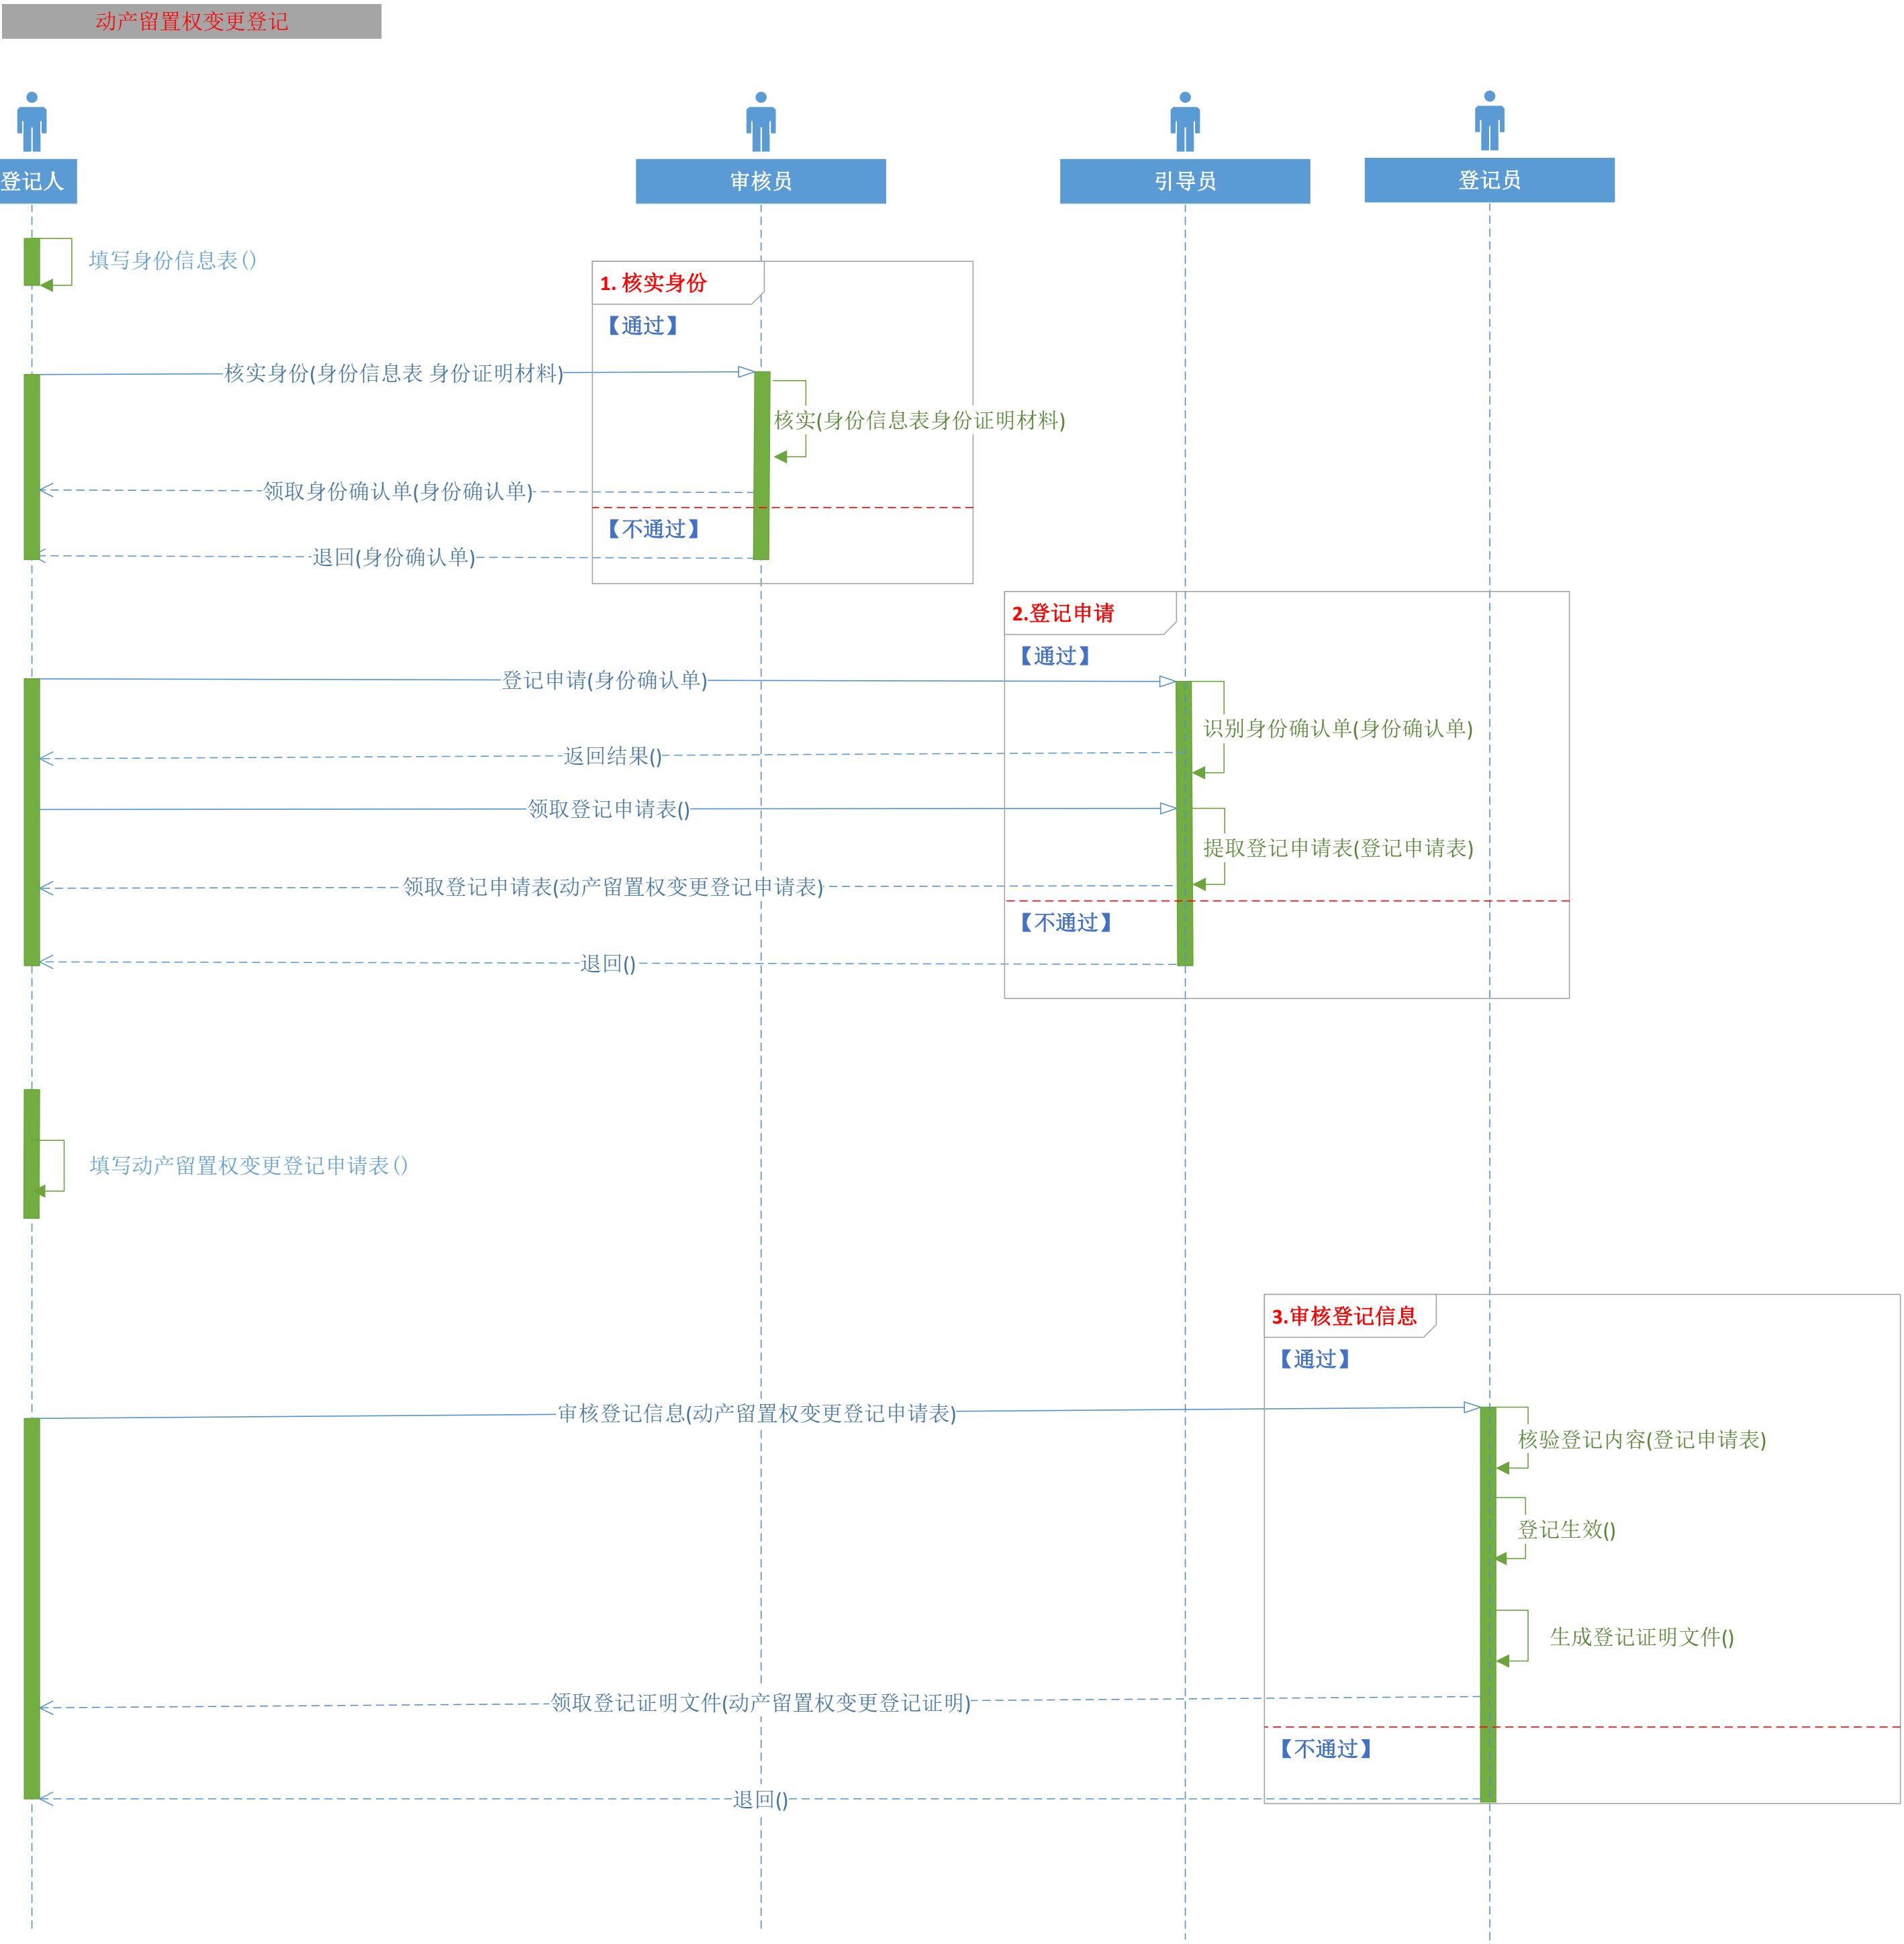 动产留置权变更登记
登记人
审核员
引导员
登记员
填写身份信息表()
1. 核实身份
【通过】
核实身份(身份信息表 身份证明材料)
核实(身份信息表身份证明材料)
领取身份确认单(身份确认单)
【不通过】
退回(身份确认单)
2.登记申请
【通过】
登记申请(身份确认单)
识别身份确认单(身份确认单)
返回结果()
领取登记申请表()
提取登记申请表(登记申请表)
领取登记申请表(动产留置权变更登记申请表)
【不通过】
退回()
填写动产留置权变更登记申请表()
3.审核登记信息
【通过】
审核登记信息(动产留置权变更登记申请表)
核验登记内容(登记申请表)
登记生效()
生成登记证明文件()
领取登记证明文件(动产留置权变更登记证明)
【不通过】
退回()